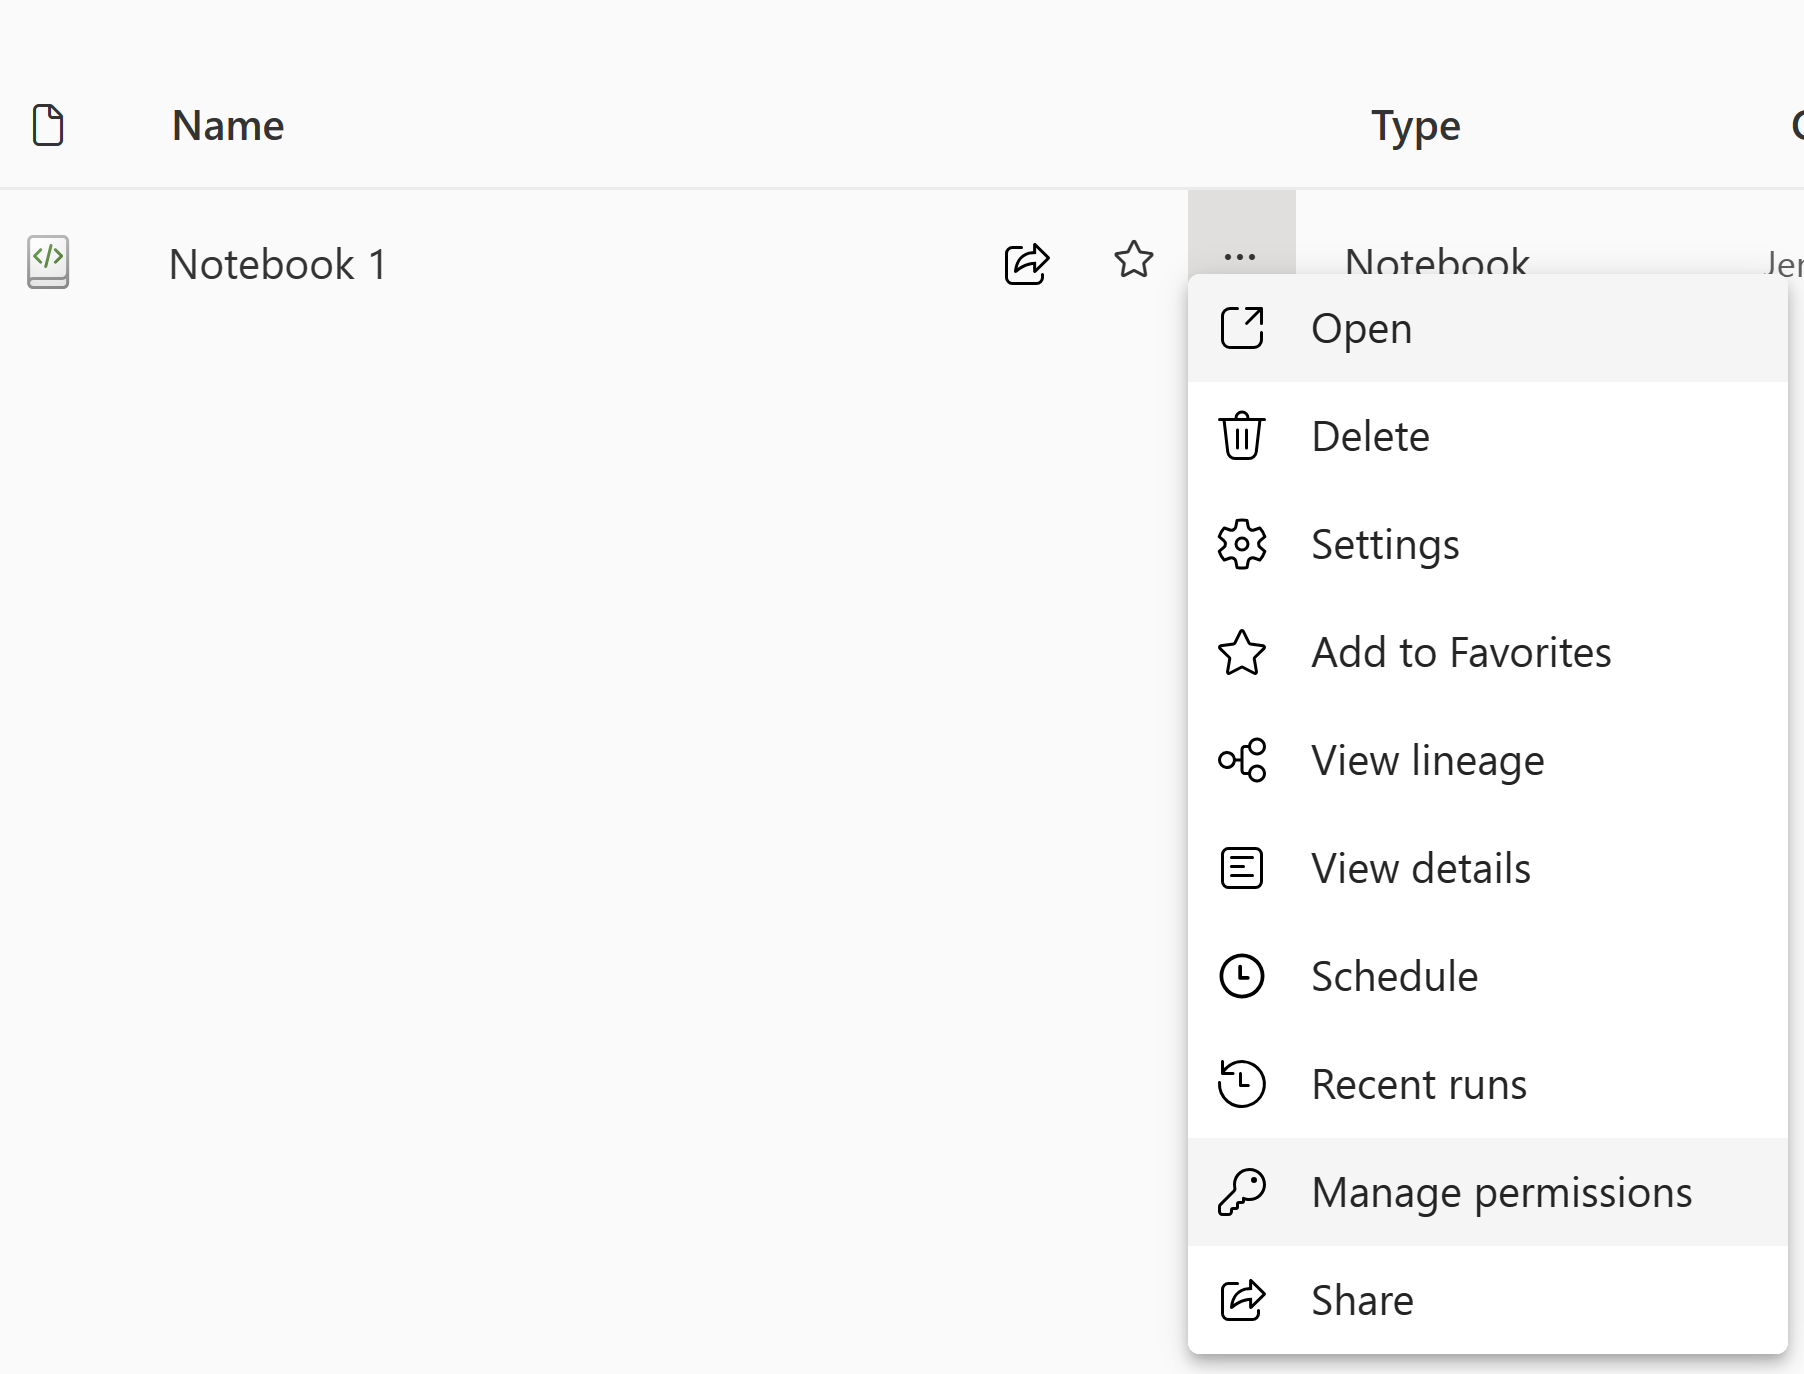 Name Type
Notebook 1 ... Notebook
Open
Delete
Settings
Add to Favorites
View lineage
View details
Schedule
Recent runs
Manage permissions
Share